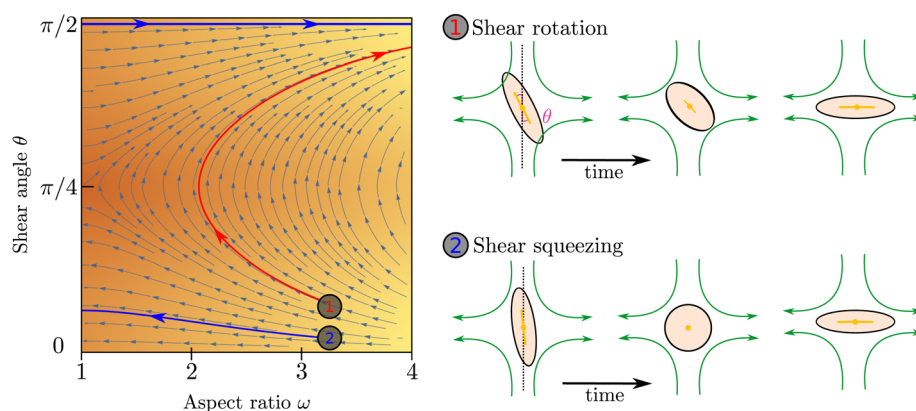 π/2
π/4
0
1
2
3
4
Shear angle θ
Aspect ratio ω
1
2
1 Shear rotation
θ
time
2 Shear squeezing
time